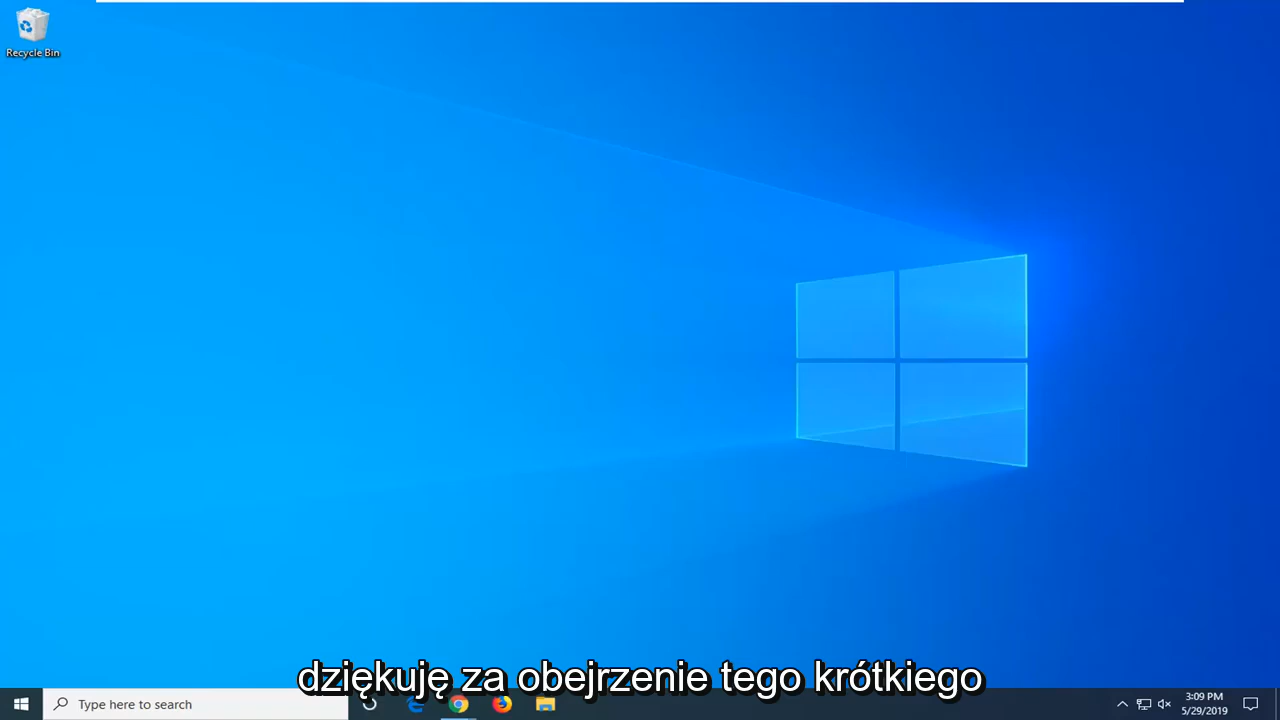 Recycle Bin
dziękuję za obejrzenie tego krótkiego
Type here to search
3:09 PM
5/29/2019